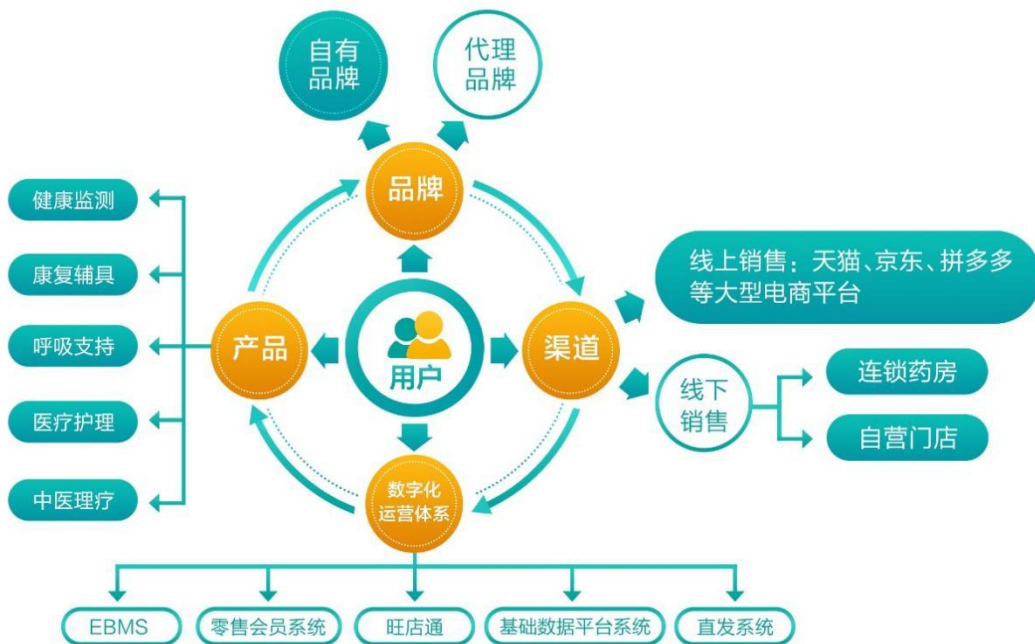 自有
品牌
代理
品牌
品牌
健康监测
康复辅具
呼吸支持
医疗护理
中医理疗
产品
用户
渠道
线上销售：天猫、京东、拼多多
等大型电商平台
线下
销售
连锁药房
自营门店
数字化
运营体系
EBMS
零售会员系统
旺店通
基础数据平台系统
直发系统